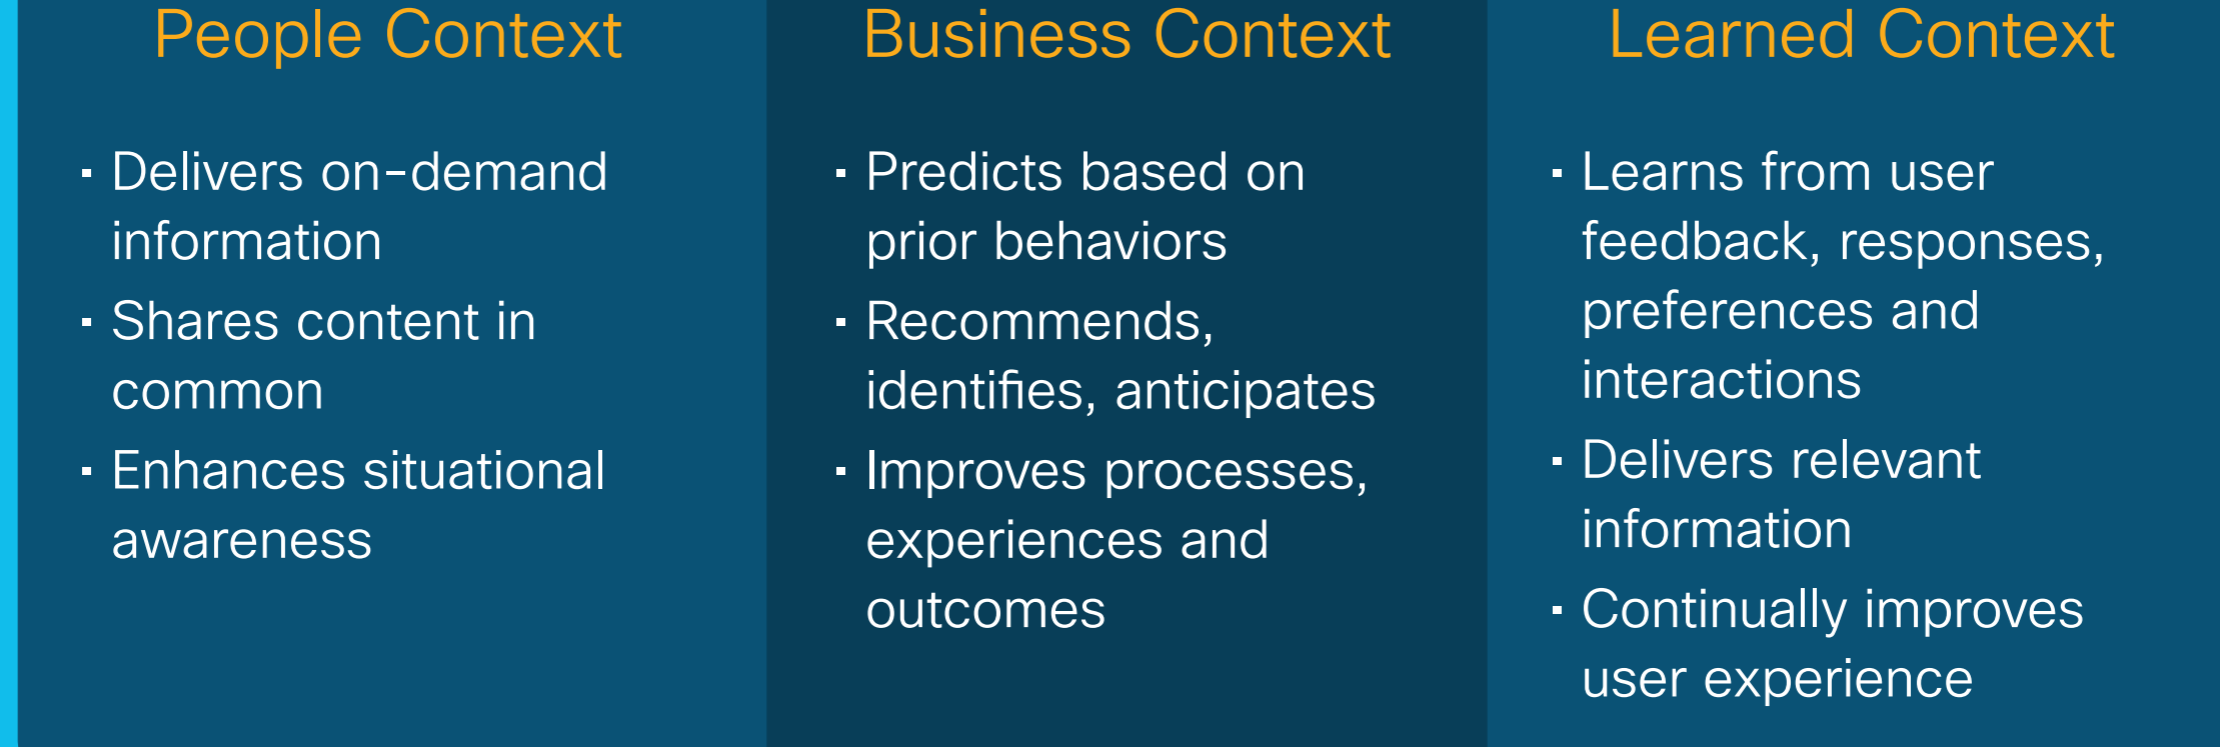 People Context
▪ Delivers on-demand
information
▪ Shares content in
common
▪ Enhances situational
awareness
Business Context
▪ Predicts based on
prior behaviors
▪ Recommends,
identifies, anticipates
▪ Improves processes,
experiences and
outcomes
Learned Context
▪ Learns from user
feedback, responses,
preferences and
interactions
▪ Delivers relevant
information
▪ Continually improves
user experience